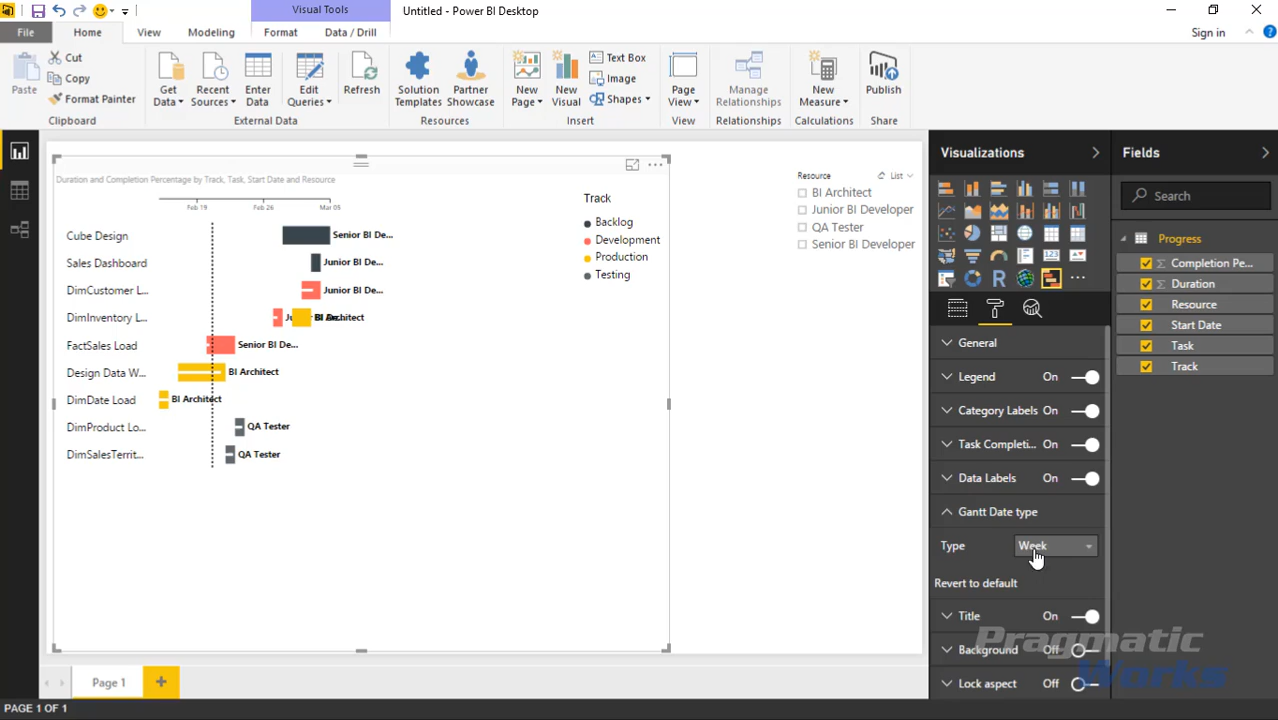 Visual Tools
Untitled - Power BI Desktop
File
Home
View
Modeling
Format
Data / Drill
Sign in
Paste
Cut
Copy
Format Painter
Clipboard
Get Data
Recent Sources
Enter Data
Edit Queries
Refresh
External Data
Solution Templates
Partner Showcase
Resources
New Page
New Visual
Text Box
Image
Shapes
Insert
Page View
View
Manage Relationships
Relationships
New Measure
Calculations
Publish
Share
Duration and Completion Percentage by Track, Task, Start Date and Resource
Feb 19 Feb 26 Mar 05
Cube Design Senior BI De...
Sales Dashboard Junior BI De...
DimCustomer L... Junior BI De...
DimInventory L... BI Architect
FactSales Load Senior BI De...
Design Data W... BI Architect
DimDate Load BI Architect
DimProduct Lo... QA Tester
DimSalesTerrit... QA Tester
Track
Backlog
Development
Production
Testing
Resource List
BI Architect
Junior BI Developer
QA Tester
Senior BI Developer
Visualizations
R
General
Legend On
Category Labels On
Task Completi... On
Data Labels On
Gantt Date type
Type Week
Revert to default
Title On
Background Off
Lock aspect Off
Fields
Search
Progress
Completion Pe...
Duration
Resource
Start Date
Task
Track
Pragmatic
Works
Page 1
PAGE 1 OF 1